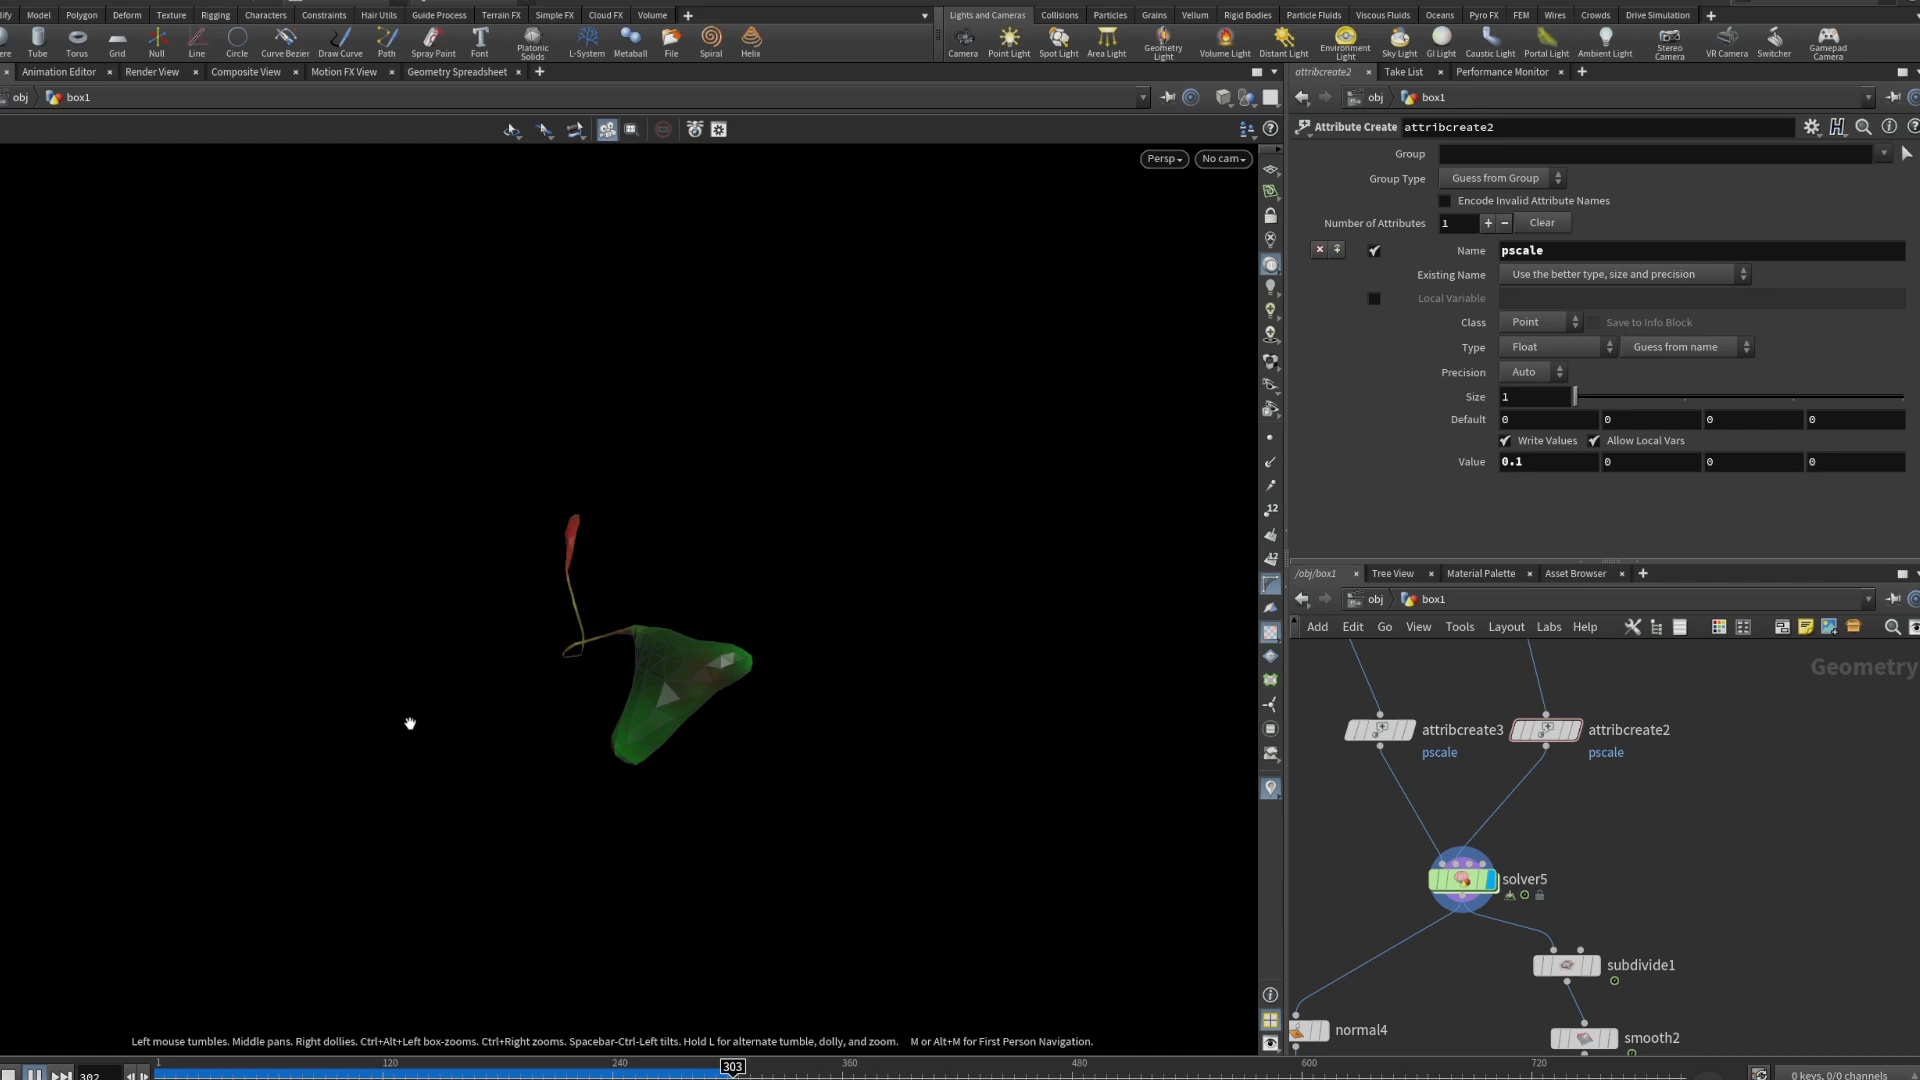 dify Model Polygon Deform Texture Rigging Characters Constraints Hair Utils Guide Process Terrain FX Simple FX Cloud FX Volume
Lights and Cameras Collisions Particles Grains Vellum Rigid Bodies Particle Fluids Viscous Fluids Oceans Pyro FX FEM Wires Crowds Drive Simulation
ere Tube Torus Grid Null Line Circle Curve Bezier Draw Curve Path Spray Paint Font Platonic Solids L-System Metaball File Spiral Helix
Camera Point Light Spot Light Area Light Geometry Light Volume Light Distant Light Environment Light Sky Light GI Light Caustic Light Portal Light Ambient Light Stereo Camera VR Camera Switcher Gamepad Camera
Animation Editor Render View Composite View Motion FX View Geometry Spreadsheet
attribcreate2 Take List Performance Monitor
obj box1
obj box1
Attribute Create attribcreate2
Persp No cam
Group
Group Type Guess from Group
Encode Invalid Attribute Names
Number of Attributes 1 Clear
Name pscale
Existing Name Use the better type, size and precision
Local Variable
Class Point Save to Info Block
Type Float Guess from name
Precision Auto
Size 1
Default 0 0 0 0
Write Values Allow Local Vars
Value 0.1 0 0 0
12
12
/obj/box1 Tree View Material Palette Asset Browser
obj box1
Add Edit Go View Tools Layout Labs Help
Geometry
attribcreate3
pscale
attribcreate2
pscale
solver5
subdivide1
normal4
smooth2
Left mouse tumbles. Middle pans. Right dollies. Ctrl+Alt+Left box-zooms. Ctrl+Right zooms. Spacebar-Ctrl-Left tilts. Hold L for alternate tumble, dolly, and zoom. M or Alt+M for First Person Navigation.
1 120 240 303 360 480 600 720
302
0 keys, 0/0 channels